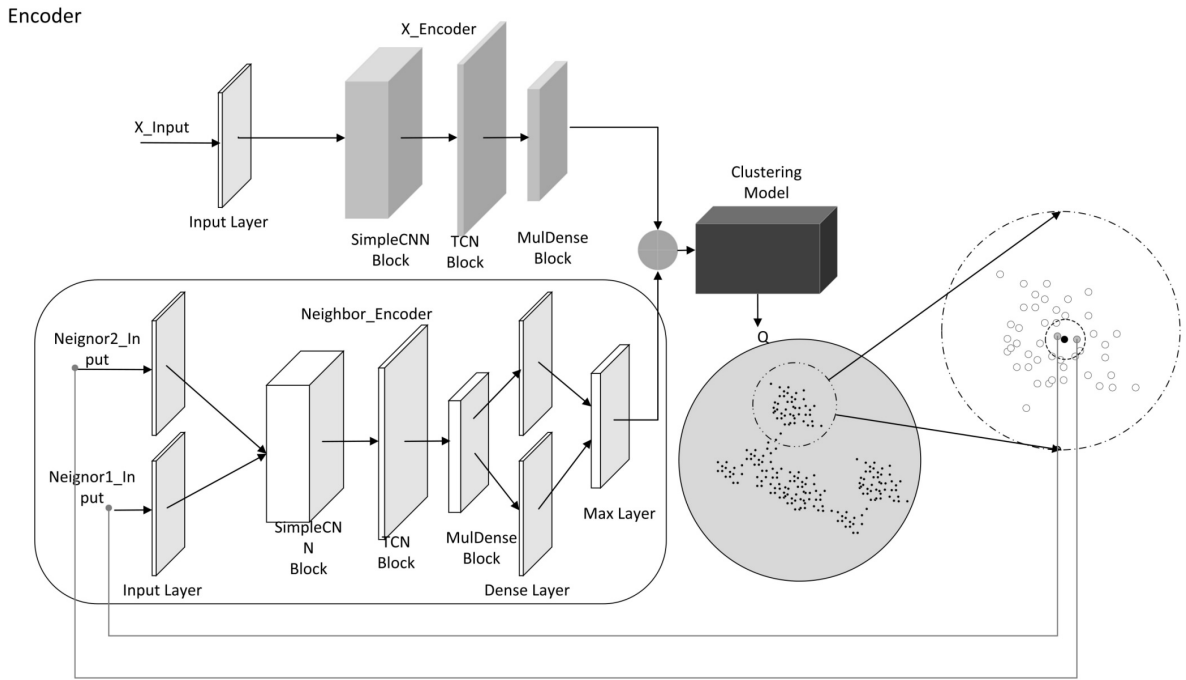 Encoder
X_Encoder
X_Input
Input Layer
SimpleCNN
Block
TCN
Block
MulDense
Block
Clustering
Model
Q
Neighbor_Encoder
Neignor2_In
put
Neignor1_In
put
Input Layer
SimpleCN
N
Block
TCN
Block
MulDense
Block
Dense Layer
Max Layer